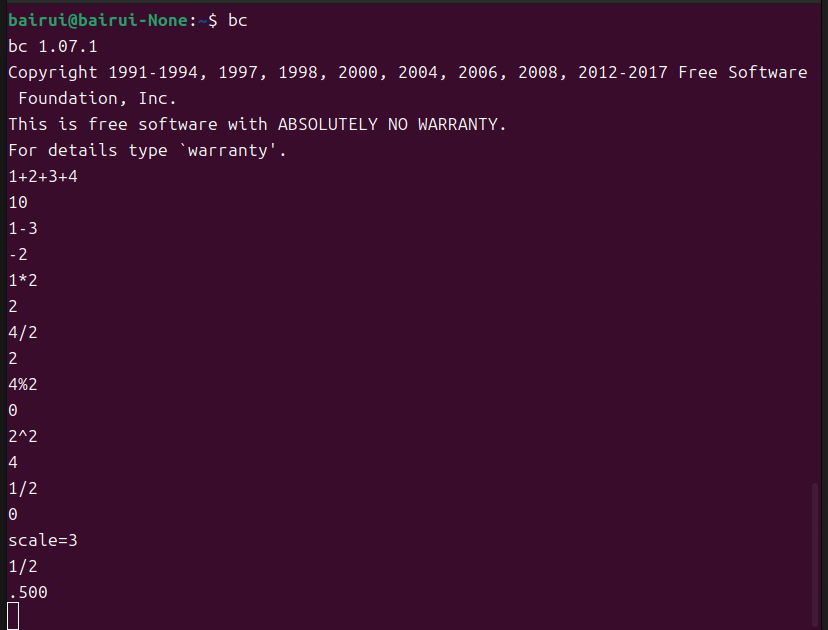 bairui@bairui-None:~$ bc
bc 1.07.1
Copyright 1991-1994, 1997, 1998, 2000, 2004, 2006, 2008, 2012-2017 Free Software
 Foundation, Inc.
This is free software with ABSOLUTELY NO WARRANTY.
For details type `warranty'.
1+2+3+4
10
1-3
-2
1*2
2
4/2
2
4%2
0
2^2
4
1/2
0
scale=3
1/2
.500